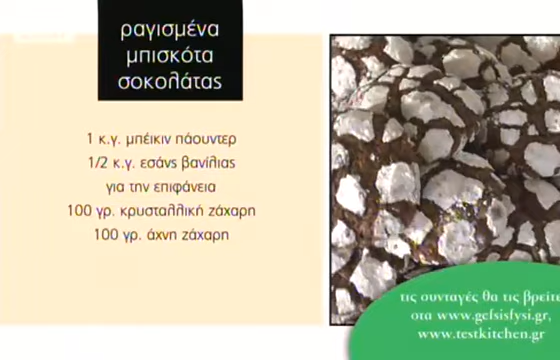 ραγισμένα
μπισκότα
σοκολάτας
1 κ.γ. μπέικιν πάουντερ
1/2 κ.γ. εσάνς βανίλιας
για την επιφάνεια
100 γρ. κρυσταλλική ζάχαρη
100 γρ. άχνη ζάχαρη
τις συνταγές θα τις βρείτε
στα www.gefsisfysi.gr,
www.testkitchen.gr